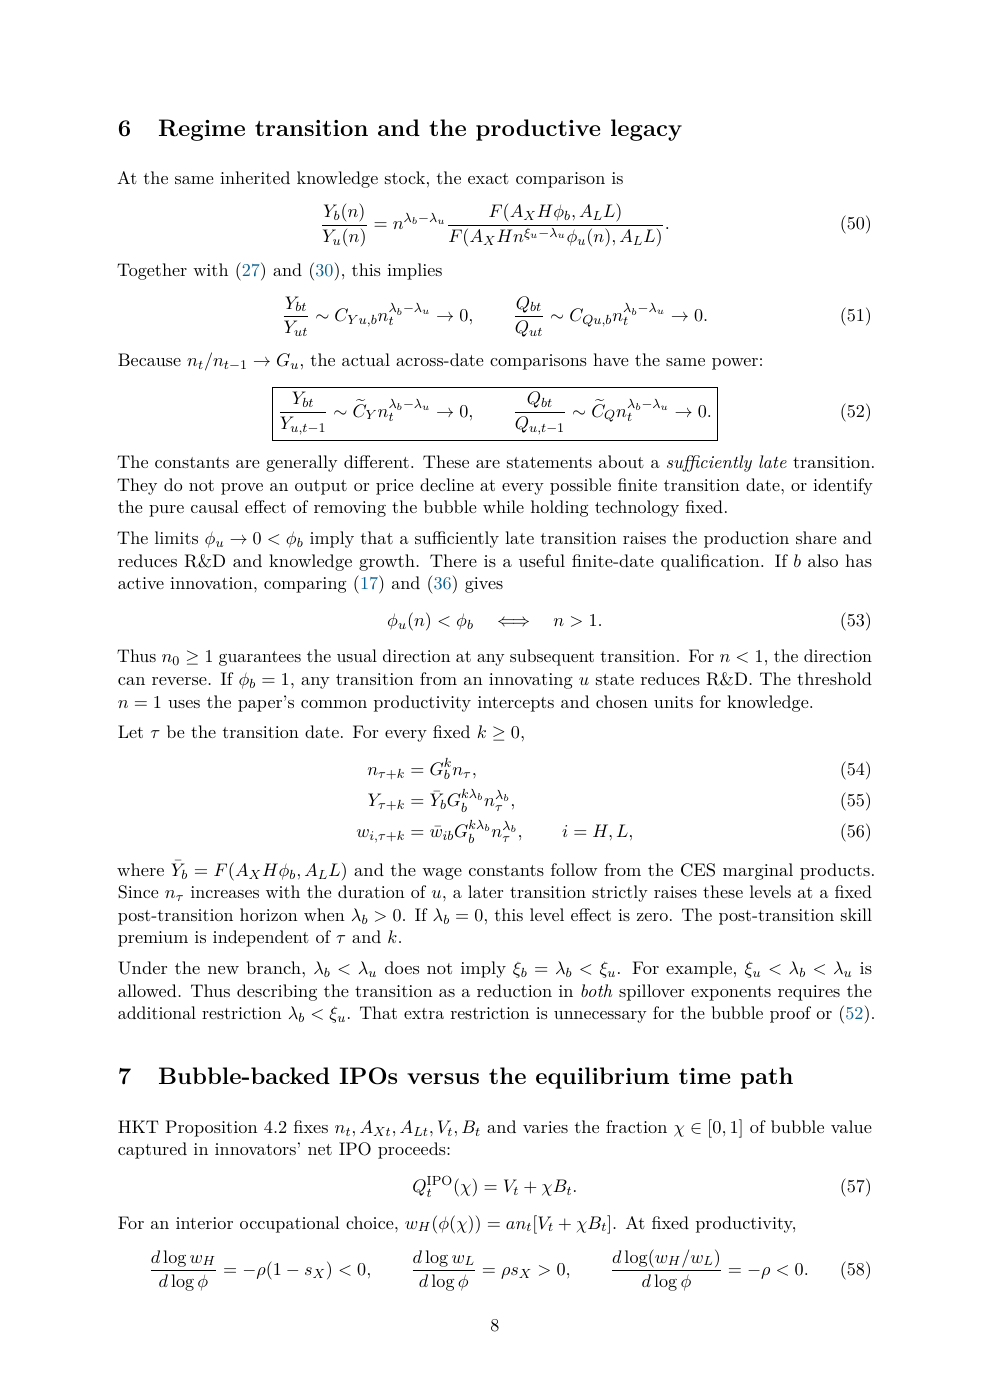 6 Regime transition and the productive legacy
At the same inherited knowledge stock, the exact comparison is
Y_b(n)/Y_u(n) = n^{λ_b−λ_u} F(A_X Hφ_b, A_L L)/F(A_X Hn^{ξ_u−λ_u}φ_u(n), A_L L). (50)
Together with (27) and (30), this implies
Y_{bt}/Y_{ut} ∼ C_{Yu,b}n_t^{λ_b−λ_u} → 0, Q_{bt}/Q_{ut} ∼ C_{Qu,b}n_t^{λ_b−λ_u} → 0. (51)
Because n_t/n_{t−1} → G_u, the actual across-date comparisons have the same power:
Y_{bt}/Y_{u,t−1} ∼ C̃_Y n_t^{λ_b−λ_u} → 0, Q_{bt}/Q_{u,t−1} ∼ C̃_Q n_t^{λ_b−λ_u} → 0. (52)
The constants are generally different. These are statements about a sufficiently late transition.
They do not prove an output or price decline at every possible finite transition date, or identify
the pure causal effect of removing the bubble while holding technology fixed.
The limits φ_u → 0 < φ_b imply that a sufficiently late transition raises the production share and
reduces R&D and knowledge growth. There is a useful finite-date qualification. If b also has
active innovation, comparing (17) and (36) gives
φ_u(n) < φ_b ⟺ n > 1. (53)
Thus n_0 ≥ 1 guarantees the usual direction at any subsequent transition. For n < 1, the direction
can reverse. If φ_b = 1, any transition from an innovating u state reduces R&D. The threshold
n = 1 uses the paper's common productivity intercepts and chosen units for knowledge.
Let τ be the transition date. For every fixed k ≥ 0,
n_{τ+k} = G_b^k n_τ, (54)
Y_{τ+k} = Ȳ_b G_b^{kλ_b} n_τ^{λ_b}, (55)
w_{i,τ+k} = w̄_{ib} G_b^{kλ_b} n_τ^{λ_b}, i = H, L, (56)
where Ȳ_b = F(A_X Hφ_b, A_L L) and the wage constants follow from the CES marginal products.
Since n_τ increases with the duration of u, a later transition strictly raises these levels at a fixed
post-transition horizon when λ_b > 0. If λ_b = 0, this level effect is zero. The post-transition skill
premium is independent of τ and k.
Under the new branch, λ_b < λ_u does not imply ξ_b = λ_b < ξ_u. For example, ξ_u < λ_b < λ_u is
allowed. Thus describing the transition as a reduction in both spillover exponents requires the
additional restriction λ_b < ξ_u. That extra restriction is unnecessary for the bubble proof or (52).
7 Bubble-backed IPOs versus the equilibrium time path
HKT Proposition 4.2 fixes n_t, A_{Xt}, A_{Lt}, V_t, B_t and varies the fraction χ ∈ [0, 1] of bubble value
captured in innovators' net IPO proceeds:
Q_t^{IPO}(χ) = V_t + χB_t. (57)
For an interior occupational choice, w_H(φ(χ)) = an_t[V_t + χB_t]. At fixed productivity,
d log w_H/d log φ = −ρ(1 − s_X) < 0, d log w_L/d log φ = ρs_X > 0, d log(w_H/w_L)/d log φ = −ρ < 0. (58)
8